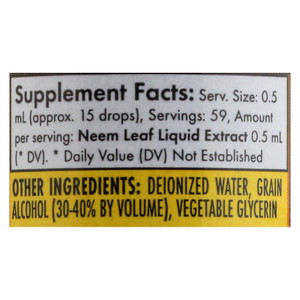 Supplement Facts: Serv. Size: 0.5
mL (approx. 15 drops), Servings: 59, Amount
per serving: Neem Leaf Liquid Extract 0.5 mL
(* DV). * Daily Value (DV) Not Established
OTHER INGREDIENTS: DEIONIZED WATER, GRAIN
ALCOHOL (30-40% BY VOLUME), VEGETABLE GLYCERIN